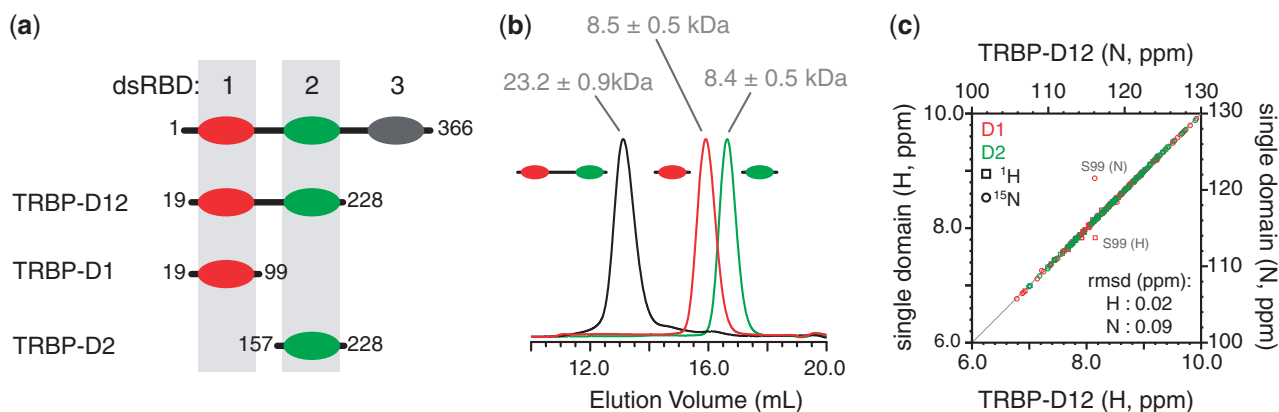 (a)
dsRBD: 1 2 3
1 366
TRBP-D12 19 228
TRBP-D1 19 99
TRBP-D2 157 228
(b)
8.5 ± 0.5 kDa
23.2 ± 0.9kDa
8.4 ± 0.5 kDa
12.0 16.0 20.0
Elution Volume (mL)
(c)
TRBP-D12 (N, ppm)
100 110 120 130
10.0
8.0
6.0
single domain (H, ppm)
D1
D2
1H
15N
S99 (N)
S99 (H)
rmsd (ppm):
H : 0.02
N : 0.09
130
120
110
100
single domain (N, ppm)
6.0 8.0 10.0
TRBP-D12 (H, ppm)